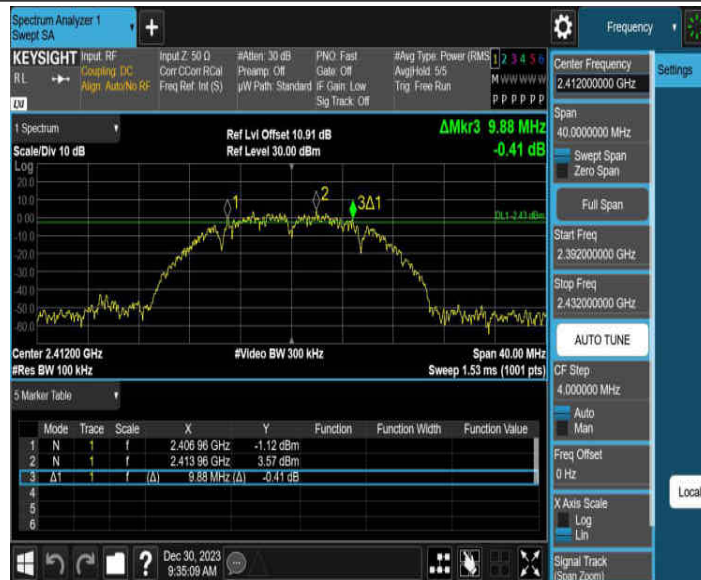 Spectrum Analyzer 1
Swept SA
+
Frequency
KEYSIGHT
RL
LXI
Input: RF
Coupling: DC
Align: Auto/No RF
Input Z: 50 Ω
Corr CCorr RCal
Freq Ref: Int (S)
#Atten: 30 dB
Preamp: Off
µW Path: Standard
PNO: Fast
Gate: Off
IF Gain: Low
Sig Track: Off
#Avg Type: Power (RMS
Avg|Hold: 5/5
Trig: Free Run
1 2 3 4 5 6
M W W W W W
P P P P P P
1 Spectrum
Scale/Div 10 dB
Log
Ref Lvl Offset 10.91 dB
Ref Level 30.00 dBm
ΔMkr3 9.88 MHz
-0.41 dB
20.0
10.0
0.00
-10.0
-20.0
-30.0
-40.0
-50.0
-60.0
1
2
3Δ1
DL1 -2.43 dBm
Center 2.41200 GHz
#Res BW 100 kHz
#Video BW 300 kHz
Span 40.00 MHz
Sweep 1.53 ms (1001 pts)
5 Marker Table
Mode Trace Scale X Y Function Function Width Function Value
1 N 1 f 2.406 96 GHz -1.12 dBm
2 N 1 f 2.413 96 GHz 3.57 dBm
3 Δ1 1 f (Δ) 9.88 MHz (Δ) -0.41 dB
4
5
6
Dec 30, 2023
9:35:09 AM
Center Frequency
2.412000000 GHz
Span
40.0000000 MHz
Swept Span
Zero Span
Full Span
Start Freq
2.392000000 GHz
Stop Freq
2.432000000 GHz
AUTO TUNE
CF Step
4.000000 MHz
Auto
Man
Freq Offset
0 Hz
X Axis Scale
Log
Lin
Signal Track
(Span Zoom)
Settings
Local